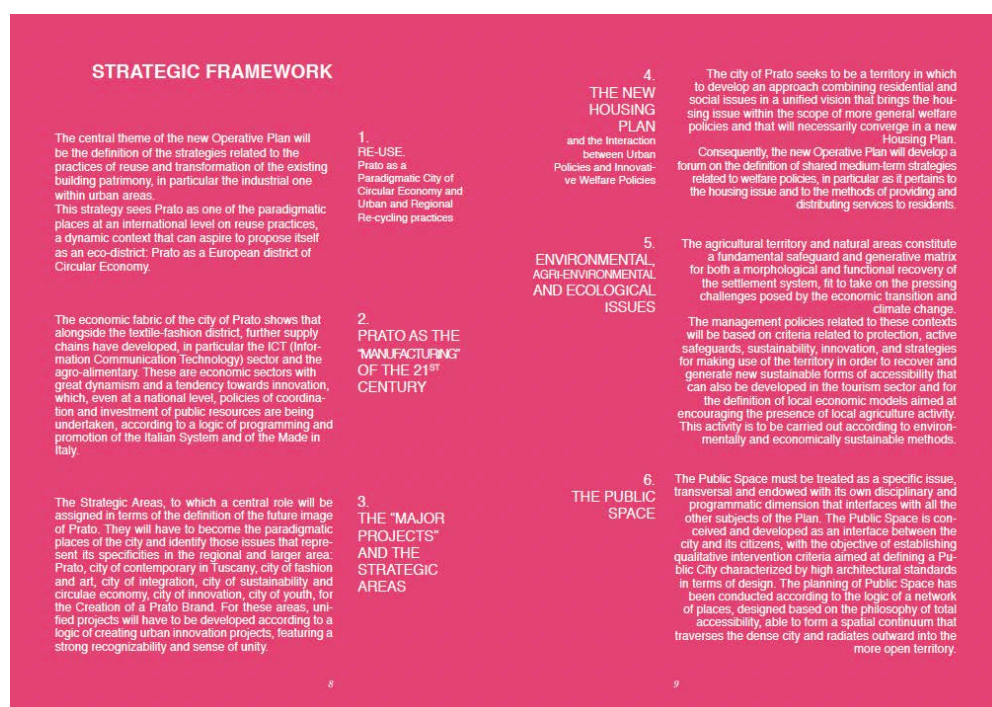 STRATEGIC FRAMEWORK
The central theme of the new Operative Plan will
be the definition of the strategies related to the
practices of reuse and transformation of the existing
building patrimony, in particular the industrial one
within urban areas.
This strategy sees Prato as one of the paradigmatic
places at an international level on reuse practices,
a dynamic context that can aspire to propose itself
as an eco-district: Prato as a European district of
Circular Economy.
1.
RE-USE.
Prato as a
Paradigmatic City of
Circular Economy and
Urban and Regional
Re-cycling practices
The economic fabric of the city of Prato shows that
alongside the textile-fashion district, further supply
chains have developed, in particular the ICT (Infor-
mation Communication Technology) sector and the
agro-alimentary. These are economic sectors with
great dynamism and a tendency towards innovation,
which, even at a national level, policies of coordina-
tion and investment of public resources are being
undertaken, according to a logic of programming and
promotion of the Italian System and of the Made in
Italy.
2.
PRATO AS THE
"MANUFACTURING"
OF THE 21ST
CENTURY
The Strategic Areas, to which a central role will be
assigned in terms of the definition of the future image
of Prato. They will have to become the paradigmatic
places of the city and identify those issues that repre-
sent its specificities in the regional and larger area:
Prato, city of contemporary in Tuscany, city of fashion
and art, city of integration, city of sustainability and
circulae economy, city of innovation, city of youth, for
the Creation of a Prato Brand. For these areas, uni-
fied projects will have to be developed according to a
logic of creating urban innovation projects, featuring a
strong recognizability and sense of unity.
3.
THE "MAJOR
PROJECTS"
AND THE
STRATEGIC
AREAS
8
4.
THE NEW
HOUSING
PLAN
and the Interaction
between Urban
Policies and Innovati-
ve Welfare Policies
The city of Prato seeks to be a territory in which
to develop an approach combining residential and
social issues in a unified vision that brings the hou-
sing issue within the scope of more general welfare
policies and that will necessarily converge in a new
Housing Plan.
Consequently, the new Operative Plan will develop a
forum on the definition of shared medium-term strategies
related to welfare policies, in particular as it pertains to
the housing issue and to the methods of providing and
distributing services to residents.
5.
ENVIRONMENTAL,
AGRI-ENVIRONMENTAL
AND ECOLOGICAL
ISSUES
The agricultural territory and natural areas constitute
a fundamental safeguard and generative matrix
for both a morphological and functional recovery of
the settlement system, fit to take on the pressing
challenges posed by the economic transition and
climate change.
The management policies related to these contexts
will be based on criteria related to protection, active
safeguards, sustainability, innovation, and strategies
for making use of the territory in order to recover and
generate new sustainable forms of accessibility that
can also be developed in the tourism sector and for
the definition of local economic models aimed at
encouraging the presence of local agriculture activity.
This activity is to be carried out according to environ-
mentally and economically sustainable methods.
6.
THE PUBLIC
SPACE
The Public Space must be treated as a specific issue,
transversal and endowed with its own disciplinary and
programmatic dimension that interfaces with all the
other subjects of the Plan. The Public Space is con-
ceived and developed as an interface between the
city and its citizens, with the objective of establishing
qualitative intervention criteria aimed at defining a Pu-
blic City characterized by high architectural standards
in terms of design. The planning of Public Space has
been conducted according to the logic of a network
of places, designed based on the philosophy of total
accessibility, able to form a spatial continuum that
traverses the dense city and radiates outward into the
more open territory.
9